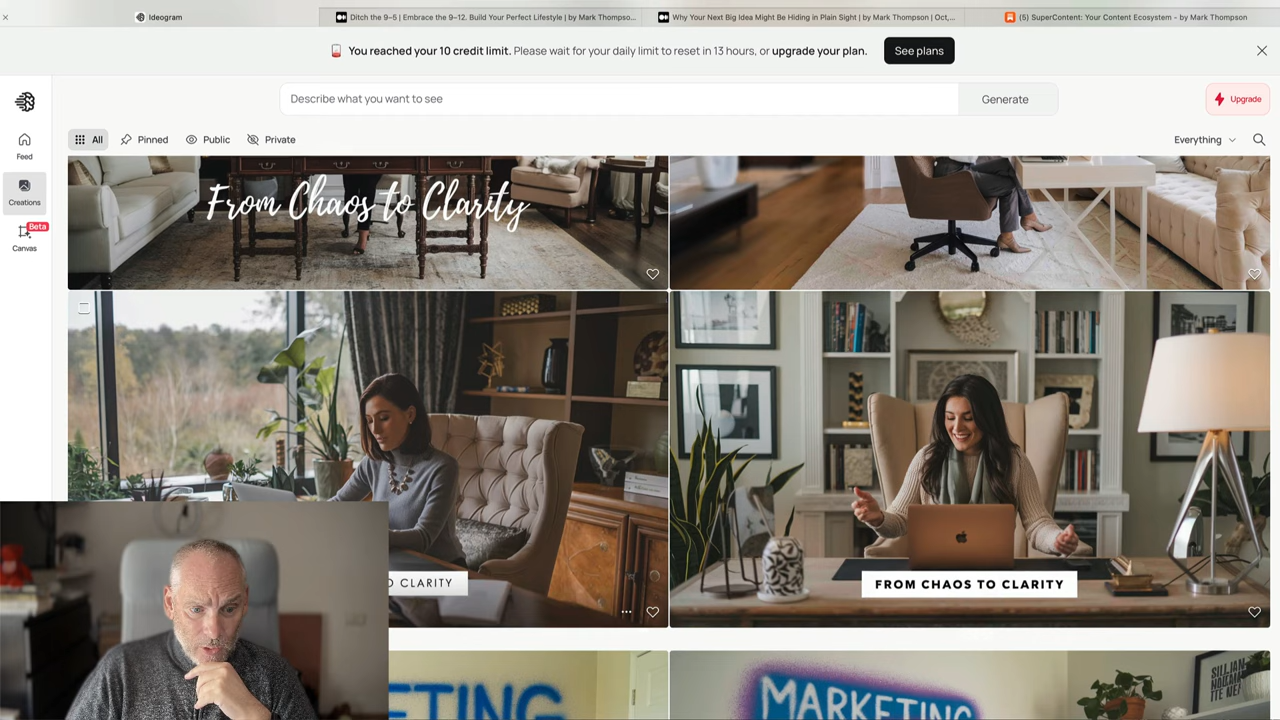 Ideogram
Ditch the 9–5 | Embrace the 9–12. Build Your Perfect Lifestyle | by Mark Thompso...
Why Your Next Big Idea Might Be Hiding in Plain Sight | by Mark Thompson | Oct,...
(5) SuperContent: Your Content Ecosystem - by Mark Thompson
You reached your 10 credit limit. Please wait for your daily limit to reset in 13 hours, or upgrade your plan.
See plans
Describe what you want to see
Generate
Upgrade
All
Pinned
Public
Private
Everything
Feed
Creations
Beta
Canvas
From Chaos to Clarity
O CLARITY
FROM CHAOS TO CLARITY
ETING
MARKETING